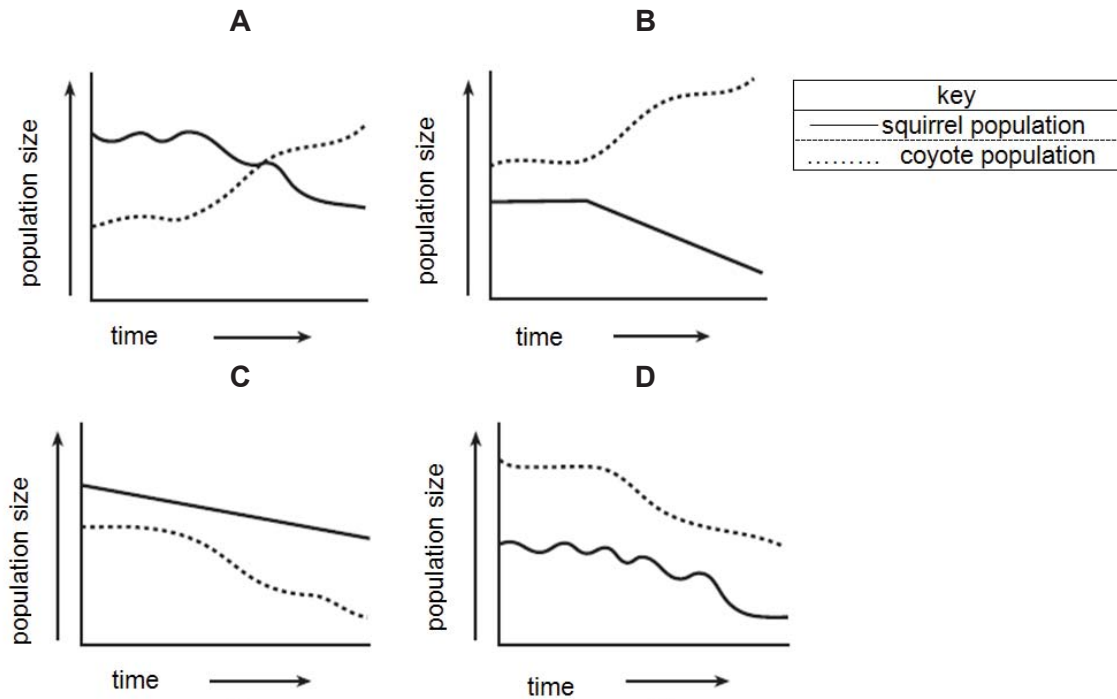 A
B
population size
time
population size
time
key
squirrel population
......... coyote population
C
D
population size
time
population size
time